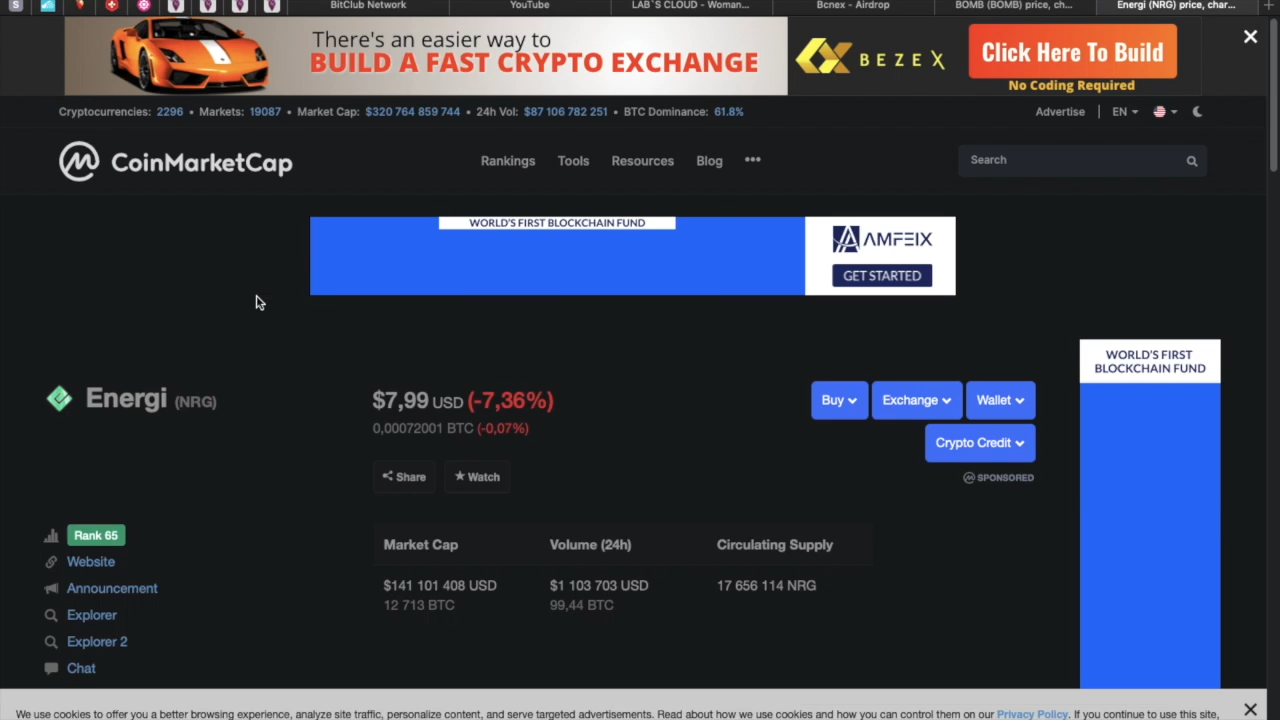 S BitClub Network YouTube LAB`S CLOUD - Woman... Bcnex - Airdrop BOMB (BOMB) price, ch... Energi (NRG) price, char... +
There's an easier way to
BUILD A FAST CRYPTO EXCHANGE
BEZEX
Click Here To Build
No Coding Required
Cryptocurrencies: 2296 • Markets: 19087 • Market Cap: $320 764 859 744 • 24h Vol: $87 106 782 251 • BTC Dominance: 61.8% Advertise | EN
CoinMarketCap Rankings Tools Resources Blog ••• Search
WORLD'S FIRST BLOCKCHAIN FUND
AMFEIX
GET STARTED
WORLD'S FIRST
BLOCKCHAIN FUND
Energi (NRG) $7,99 USD (-7,36%) Buy Exchange Wallet
0,00072001 BTC (-0,07%)
Crypto Credit
Share Watch SPONSORED
Rank 65
Website
Announcement
Explorer
Explorer 2
Chat
Market Cap Volume (24h) Circulating Supply
$141 101 408 USD $1 103 703 USD 17 656 114 NRG
12 713 BTC 99,44 BTC
We use cookies to offer you a better browsing experience, analyze site traffic, personalize content, and serve targeted advertisements. Read about how we use cookies and how you can control them on our Privacy Policy. If you continue to use this site,